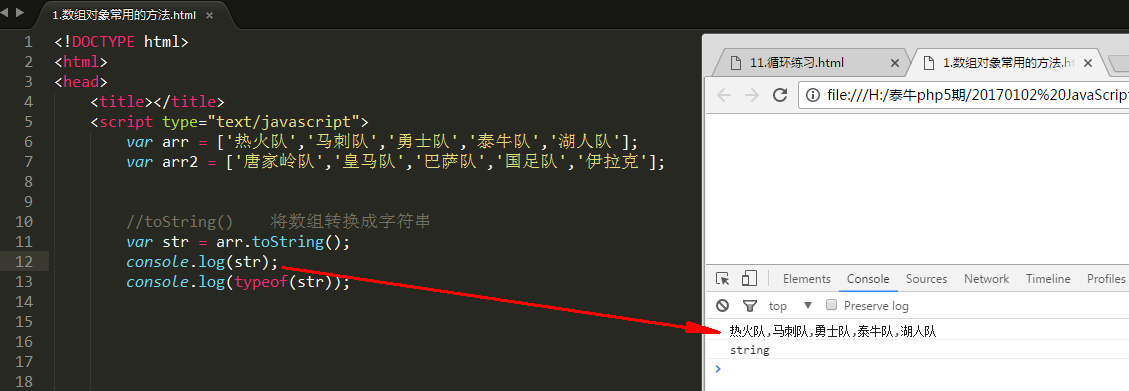 1.数组对象常用的方法.html ×
1 <!DOCTYPE html>
2 <html>
3 <head>
4 <title></title>
5 <script type="text/javascript">
6 var arr = ['热火队','马刺队','勇士队','泰牛队','湖人队'];
7 var arr2 = ['唐家岭队','皇马队','巴萨队','国足队','伊拉克'];
8
9
10 //toString() 将数组转换成字符串
11 var str = arr.toString();
12 console.log(str);
13 console.log(typeof(str));
14
15
16
17
18
11.循环练习.html ×
1.数组对象常用的方法.ht ×
file:///H:/泰牛php5期/20170102%20JavaScript
Elements Console Sources Network Timeline Profiles
top ▼ Preserve log
热火队,马刺队,勇士队,泰牛队,湖人队
string
>